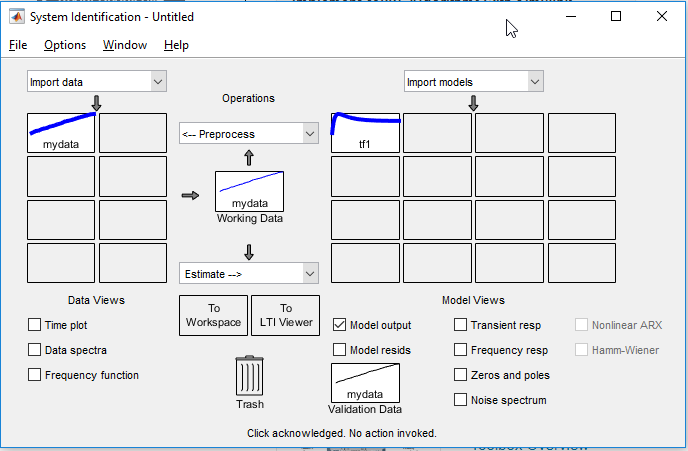 System Identification - Untitled
File Options Window Help
Import data
Operations
Import models
mydata
<-- Preprocess
tf1
mydata
Working Data
Estimate -->
Data Views
Time plot
Data spectra
Frequency function
To
Workspace
To
LTI Viewer
Trash
Model Views
Model output
Model resids
Transient resp
Frequency resp
Zeros and poles
Noise spectrum
Nonlinear ARX
Hamm-Wiener
mydata
Validation Data
Click acknowledged. No action invoked.